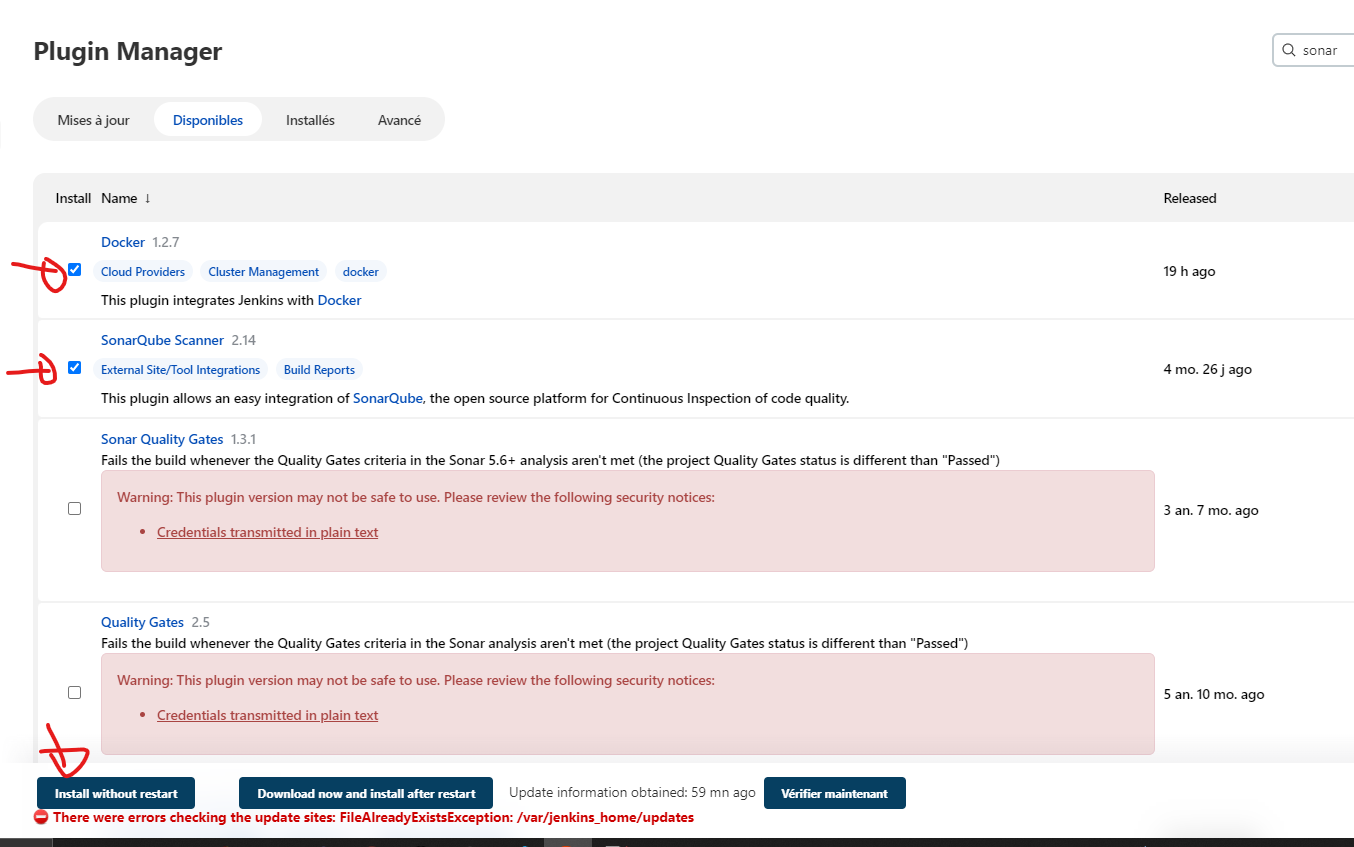 Plugin Manager
sonar
Mises à jour Disponibles Installés Avancé
Install Name ↓ Released
Docker 1.2.7
Cloud Providers Cluster Management docker
19 h ago
This plugin integrates Jenkins with Docker
SonarQube Scanner 2.14
External Site/Tool Integrations Build Reports
4 mo. 26 j ago
This plugin allows an easy integration of SonarQube, the open source platform for Continuous Inspection of code quality.
Sonar Quality Gates 1.3.1
Fails the build whenever the Quality Gates criteria in the Sonar 5.6+ analysis aren't met (the project Quality Gates status is different than "Passed")
Warning: This plugin version may not be safe to use. Please review the following security notices:
3 an. 7 mo. ago
• Credentials transmitted in plain text
Quality Gates 2.5
Fails the build whenever the Quality Gates criteria in the Sonar analysis aren't met (the project Quality Gates status is different than "Passed")
Warning: This plugin version may not be safe to use. Please review the following security notices:
5 an. 10 mo. ago
• Credentials transmitted in plain text
Install without restart Download now and install after restart Update information obtained: 59 mn ago Vérifier maintenant
There were errors checking the update sites: FileAlreadyExistsException: /var/jenkins_home/updates